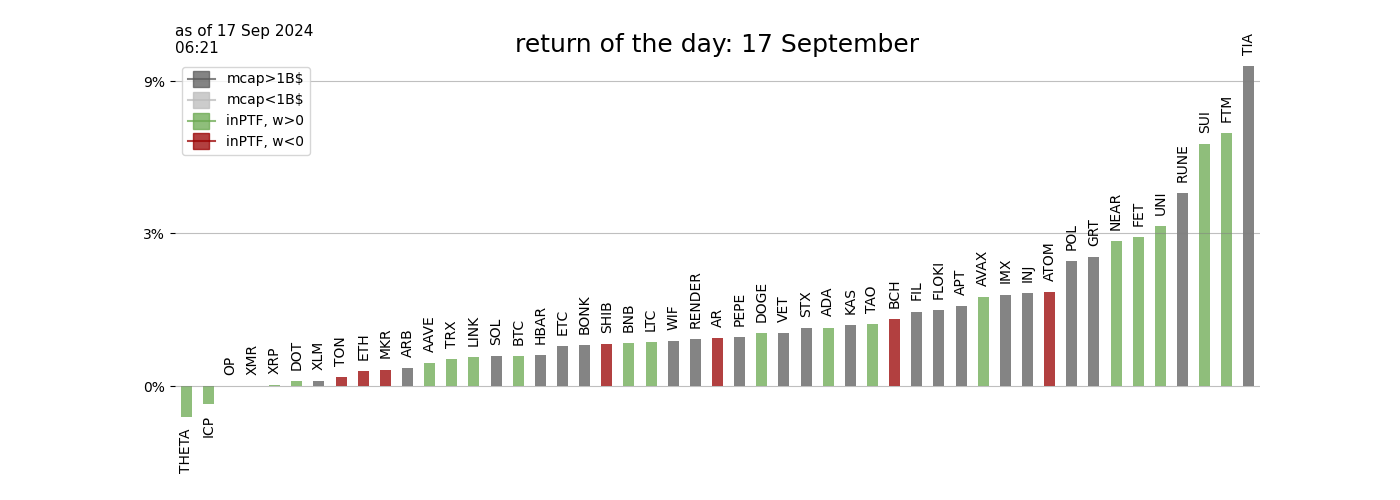 as of 17 Sep 2024
06:21
return of the day: 17 September
mcap>1B$
mcap<1B$
inPTF, w>0
inPTF, w<0
9%
3%
0%
THETA
ICP
OP
XMR
XRP
DOT
XLM
TON
ETH
MKR
ARB
AAVE
TRX
LINK
SOL
BTC
HBAR
ETC
BONK
SHIB
BNB
LTC
WIF
RENDER
AR
PEPE
DOGE
VET
STX
ADA
KAS
TAO
BCH
FIL
FLOKI
APT
AVAX
IMX
INJ
ATOM
POL
GRT
NEAR
FET
UNI
RUNE
SUI
FTM
TIA